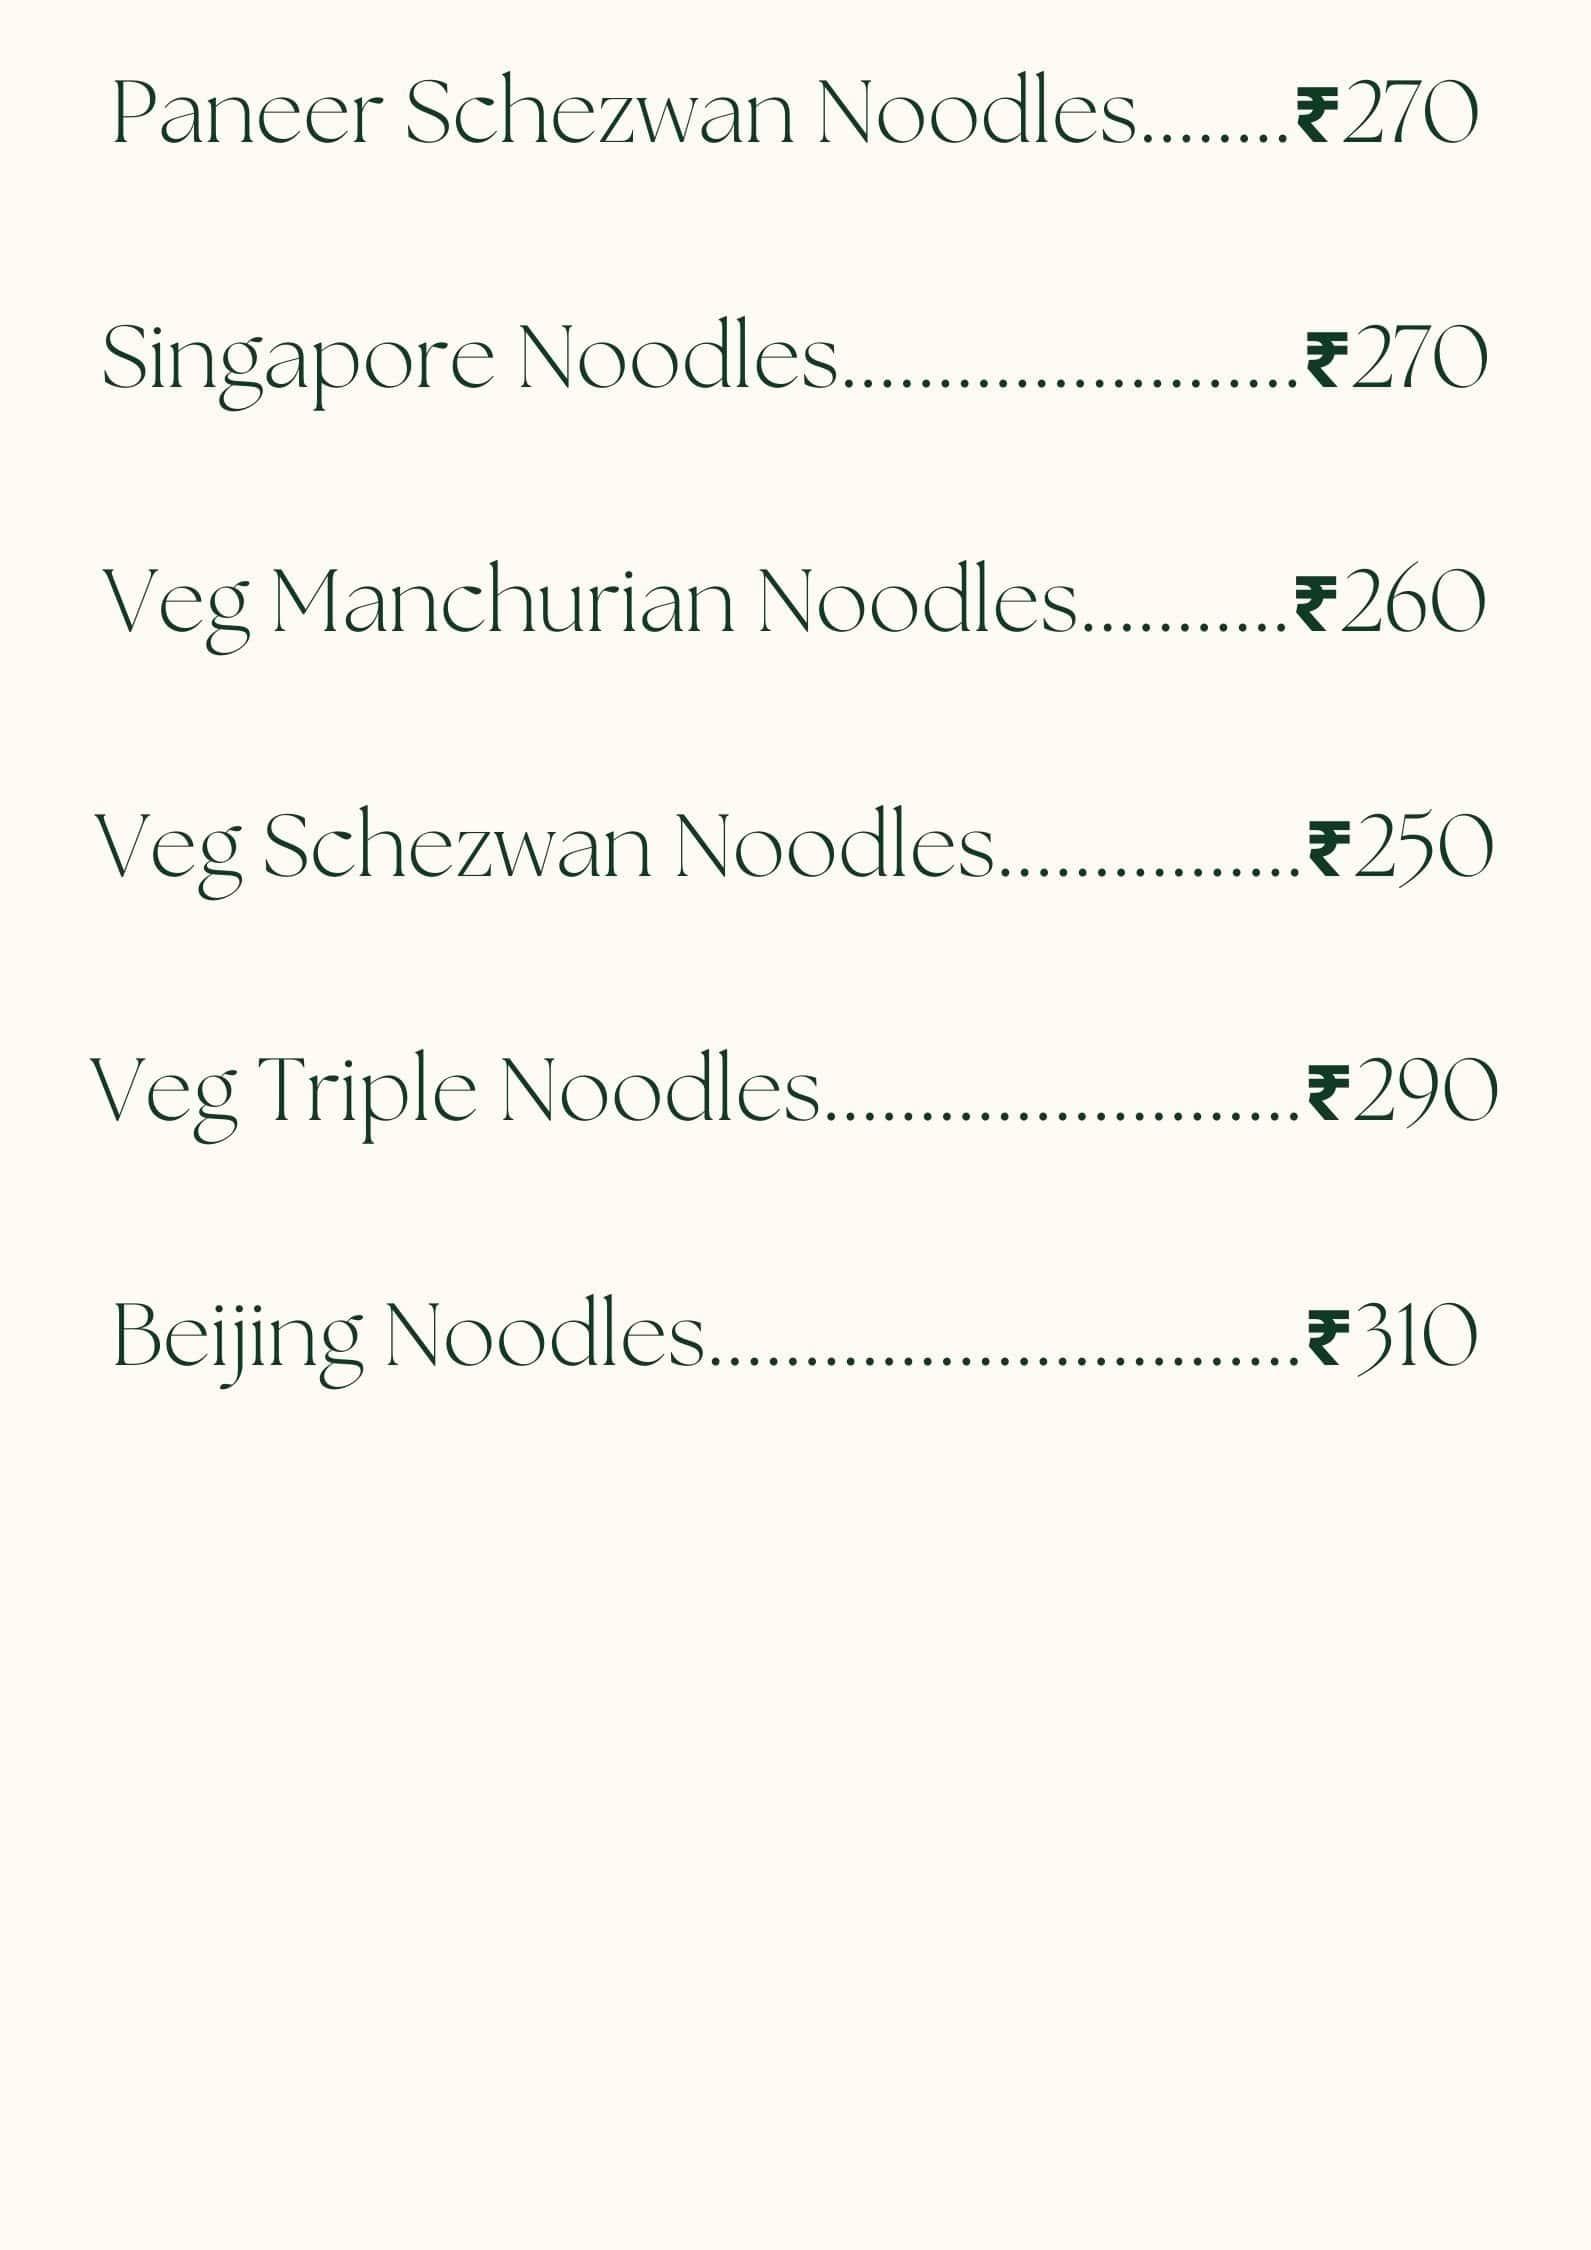 Paneer Schezwan Noodles........₹270
Singapore Noodles........................₹270
Veg Manchurian Noodles...........₹260
Veg Schezwan Noodles................₹250
Veg Triple Noodles.........................₹290
Beijing Noodles...............................₹310